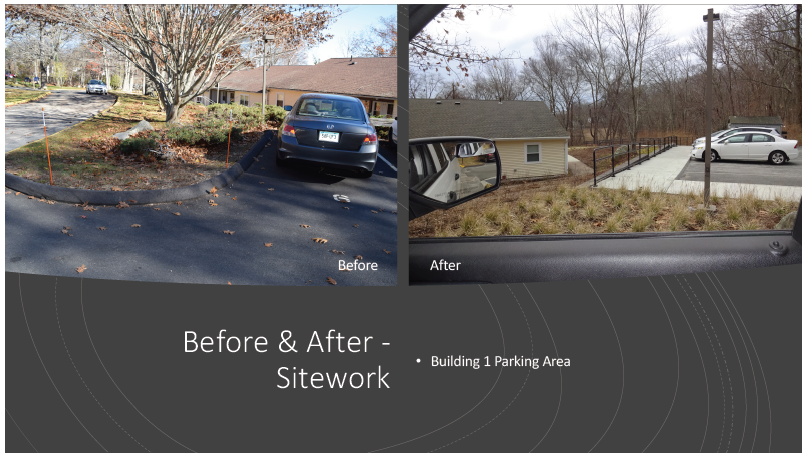 Before
After
Before & After -
Sitework
• Building 1 Parking Area